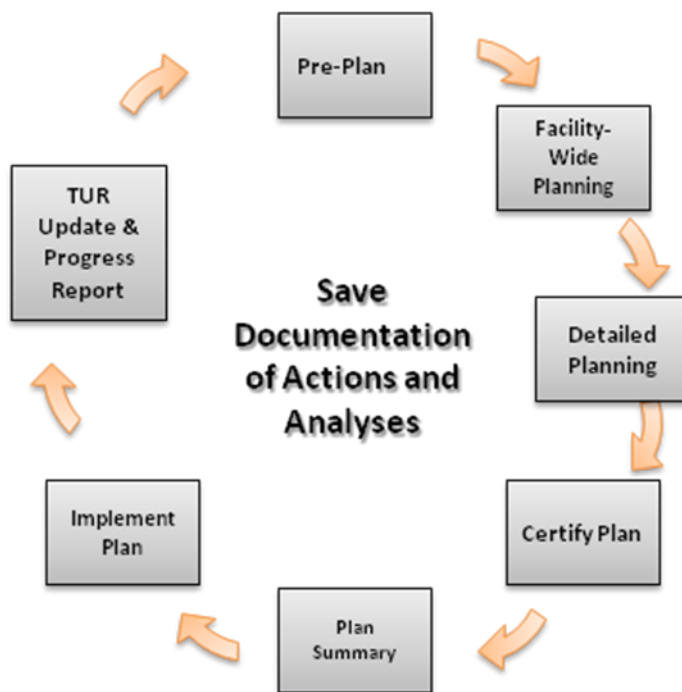 Pre-Plan
Facility-
Wide
Planning
Detailed
Planning
Certify Plan
Plan
Summary
Implement
Plan
TUR
Update &
Progress
Report
Save
Documentation
of Actions and
Analyses